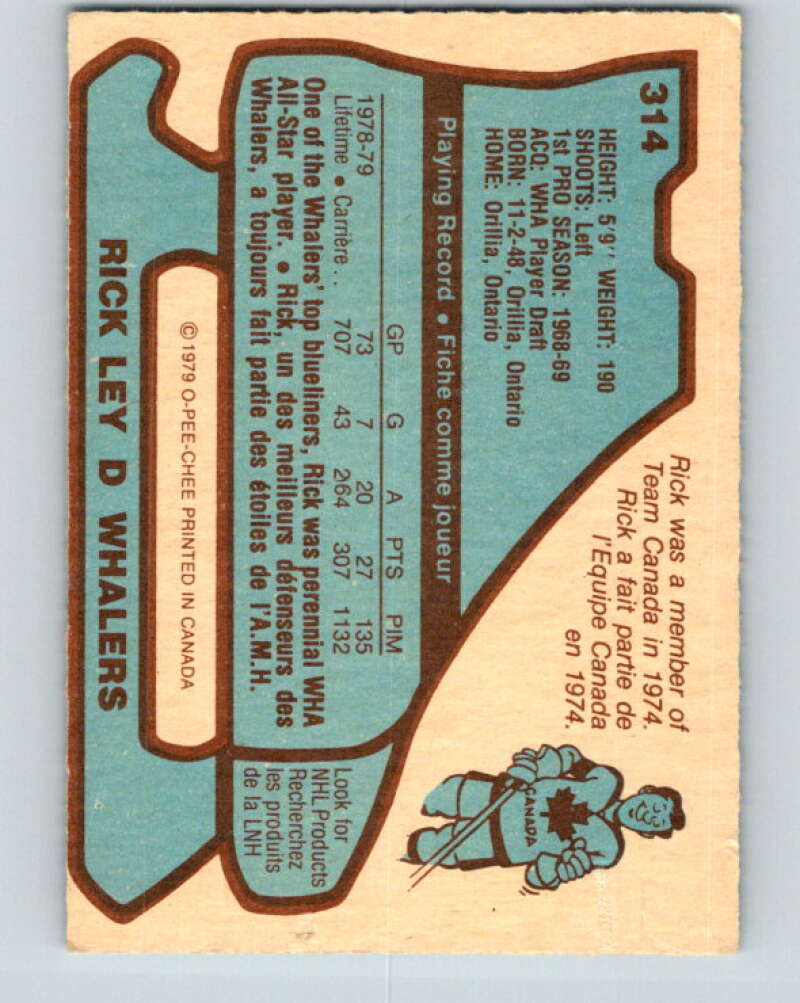 314
HEIGHT: 5'9'' WEIGHT: 190
SHOOTS: Left
1st PRO SEASON: 1968-69
ACQ: WHA Player Draft
BORN: 11-2-48, Orillia, Ontario
HOME: Orillia, Ontario
Rick was a member of
Team Canada in 1974.
Rick a fait partie de
l'Equipe Canada
en 1974.
CANADA
Playing Record • Fiche comme joueur
GP G A PTS PIM
1978-79 73 7 20 27 135
Lifetime • Carrière .. 707 43 264 307 1132
One of the Whalers' top blueliners, Rick was perennial WHA
All-Star player. • Rick, un des meilleurs défenseurs des
Whalers, a toujours fait partie des étoiles de l'A.M.H.
Look for
NHL Products
Recherchez
les produits
de la LNH
© 1979 O-PEE-CHEE PRINTED IN CANADA
RICK LEY D WHALERS